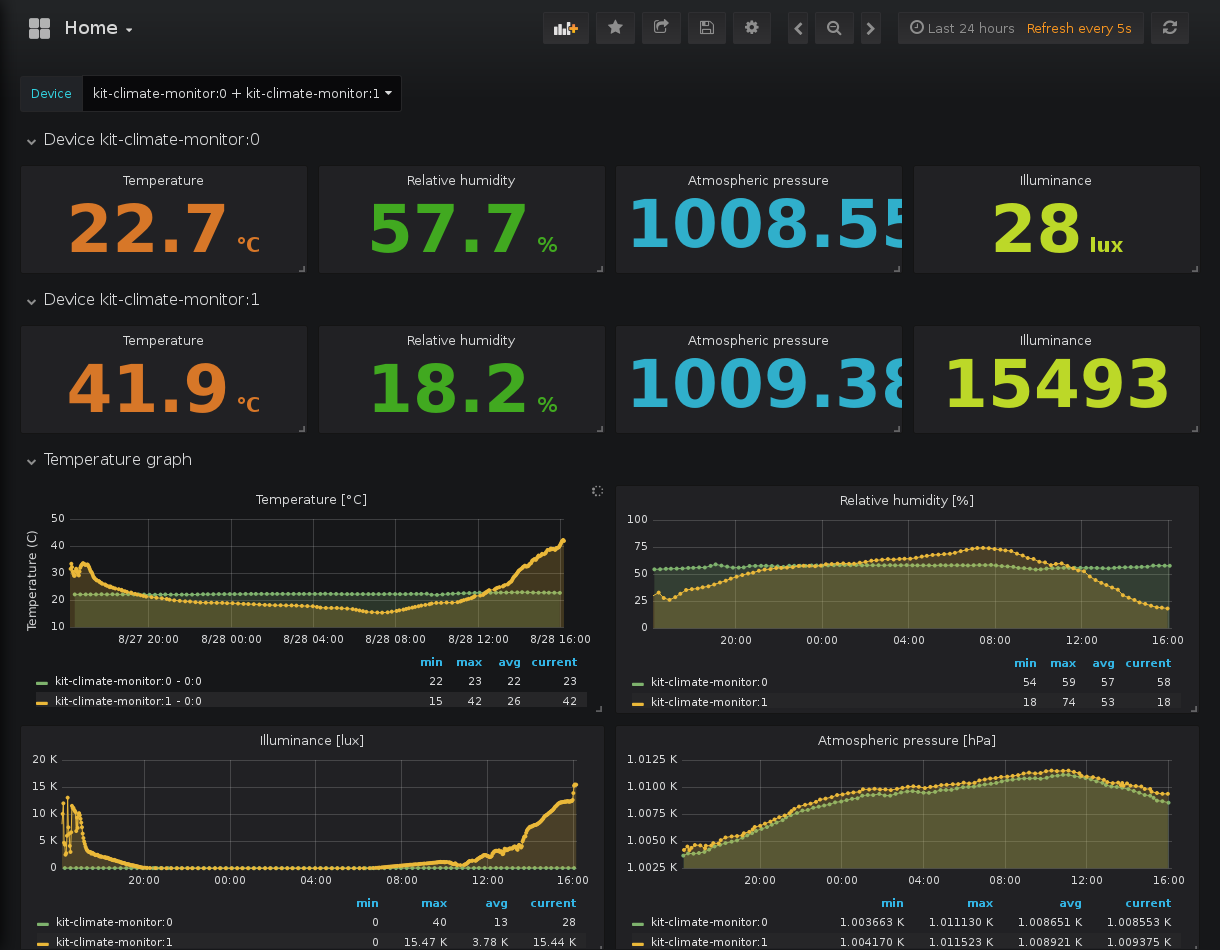 Home
Last 24 hours Refresh every 5s
Device kit-climate-monitor:0 + kit-climate-monitor:1
Device kit-climate-monitor:0
Temperature Relative humidity Atmospheric pressure Illuminance
22.7 °C 57.7 % 1008.55 28 lux
Device kit-climate-monitor:1
Temperature Relative humidity Atmospheric pressure Illuminance
41.9 °C 18.2 % 1009.38 15493
Temperature graph
Temperature [°C]
Temperature (C)
50
40
30
20
10
8/27 20:00 8/28 00:00 8/28 04:00 8/28 08:00 8/28 12:00 8/28 16:00
min max avg current
kit-climate-monitor:0 - 0:0 22 23 22 23
kit-climate-monitor:1 - 0:0 15 42 26 42
Relative humidity [%]
100
75
50
25
0
20:00 00:00 04:00 08:00 12:00 16:00
min max avg current
kit-climate-monitor:0 54 59 57 58
kit-climate-monitor:1 18 74 53 18
Illuminance [lux]
20 K
15 K
10 K
5 K
0
20:00 00:00 04:00 08:00 12:00 16:00
min max avg current
kit-climate-monitor:0 0 40 13 28
kit-climate-monitor:1 0 15.47 K 3.78 K 15.44 K
Atmospheric pressure [hPa]
1.0125 K
1.0100 K
1.0075 K
1.0050 K
1.0025 K
20:00 00:00 04:00 08:00 12:00 16:00
min max avg current
kit-climate-monitor:0 1.003663 K 1.011130 K 1.008651 K 1.008553 K
kit-climate-monitor:1 1.004170 K 1.011523 K 1.008921 K 1.009375 K